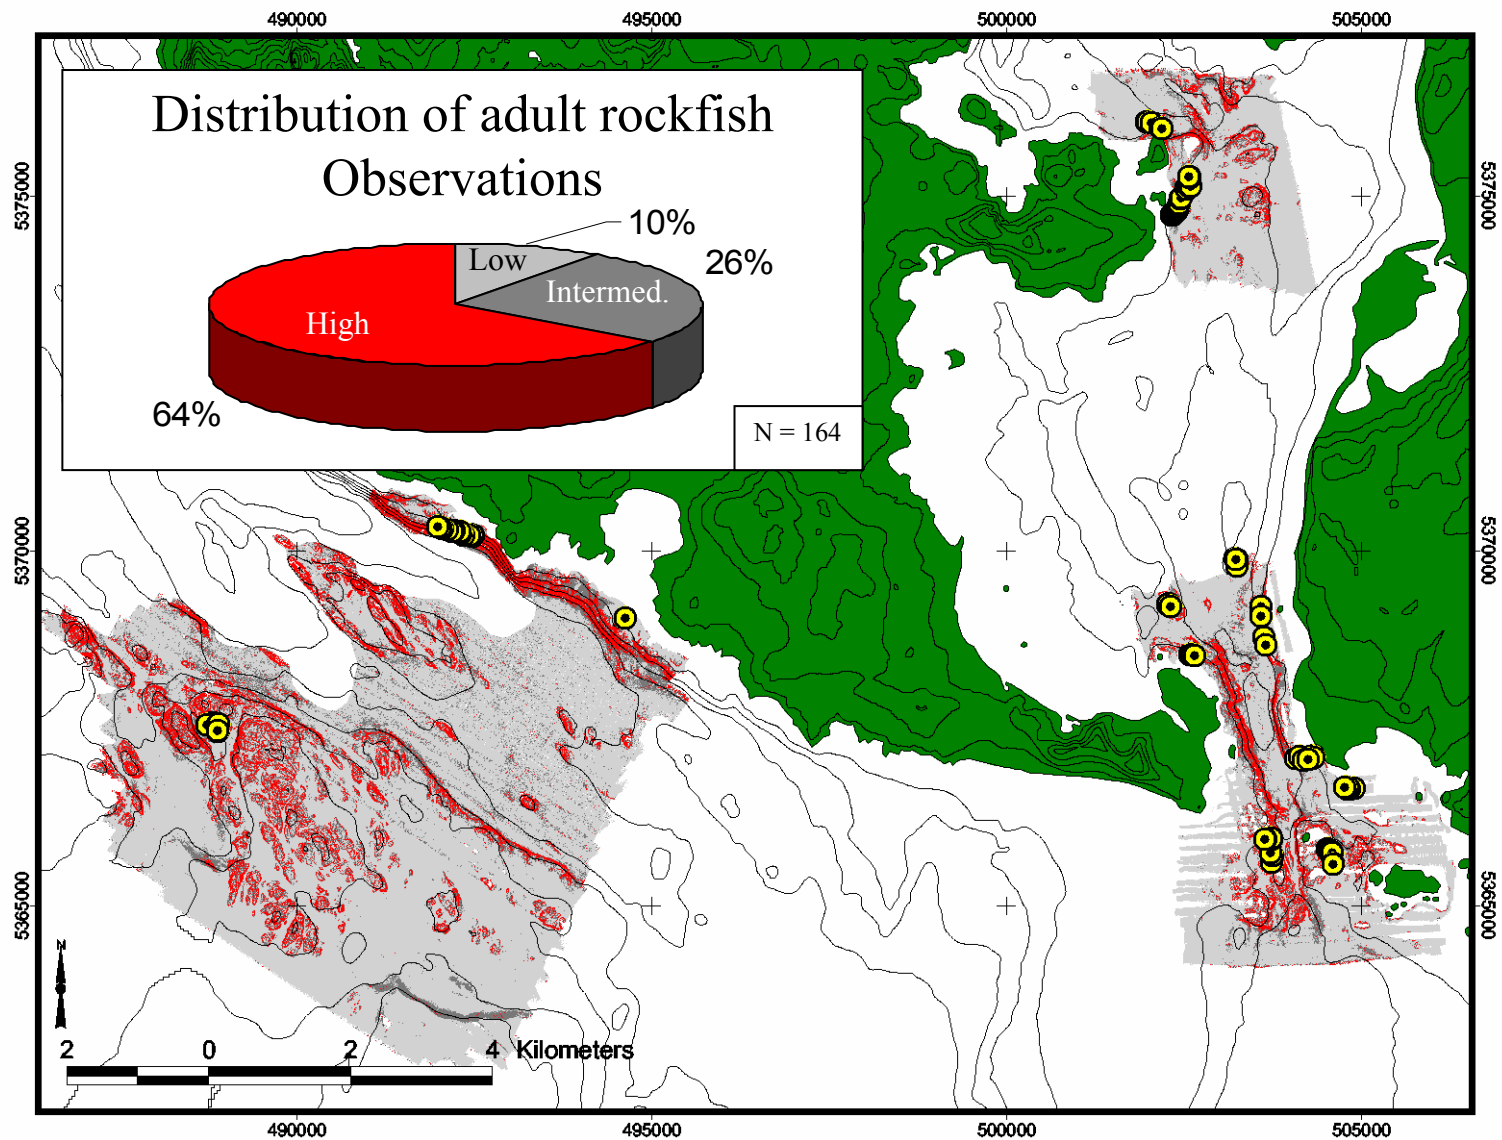 490000
495000
500000
505000
Distribution of adult rockfish
Observations
10%
Low
26%
Intermed.
High
64%
N = 164
5375000
5375000
5370000
5370000
5365000
5365000
N
2 0 2 4 Kilometers
490000
495000
500000
505000